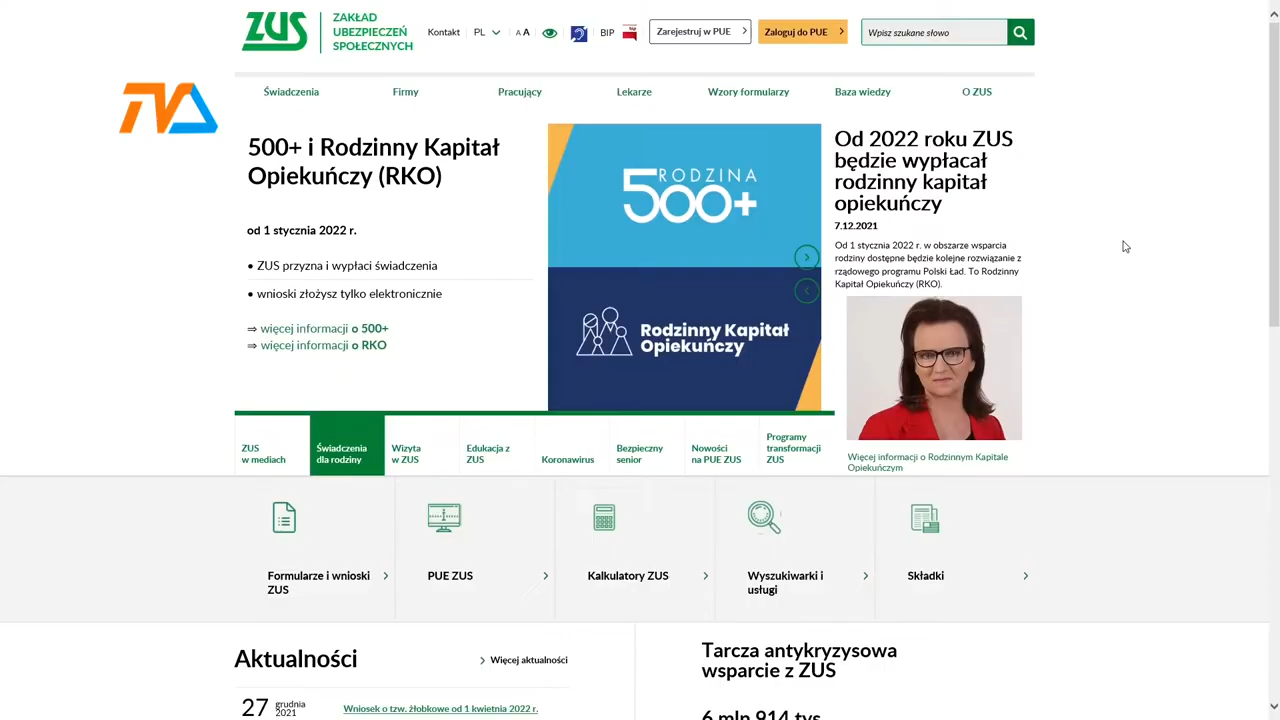 ZUS
ZAKŁAD
UBEZPIECZEŃ
SPOŁECZNYCH
Kontakt
PL
A A
BIP
Zarejestruj w PUE
Zaloguj do PUE
Wpisz szukane słowo
Świadczenia
Firmy
Pracujący
Lekarze
Wzory formularzy
Baza wiedzy
O ZUS
500+ i Rodzinny Kapitał
Opiekuńczy (RKO)
od 1 stycznia 2022 r.
• ZUS przyzna i wypłaci świadczenia
• wnioski złożysz tylko elektronicznie
⇒ więcej informacji o 500+
⇒ więcej informacji o RKO
RODZINA
500+
Rodzinny Kapitał
Opiekuńczy
Od 2022 roku ZUS
będzie wypłacał
rodzinny kapitał
opiekuńczy
7.12.2021
Od 1 stycznia 2022 r. w obszarze wsparcia
rodziny dostępne będzie kolejne rozwiązanie z
rządowego programu Polski Ład. To Rodzinny
Kapitał Opiekuńczy (RKO).
Więcej informacji o Rodzinnym Kapitale
Opiekuńczym
ZUS
w mediach
Świadczenia
dla rodziny
Wizyta
w ZUS
Edukacja z
ZUS
Koronawirus
Bezpieczny
senior
Nowości
na PUE ZUS
Programy
transformacji
ZUS
Formularze i wnioski
ZUS
PUE ZUS
Kalkulatory ZUS
Wyszukiwarki i
usługi
Składki
Aktualności
Więcej aktualności
27 grudnia
2021
Wniosek o tzw. żłobkowe od 1 kwietnia 2022 r.
Tarcza antykryzysowa
wsparcie z ZUS
6 mln 914 tys.